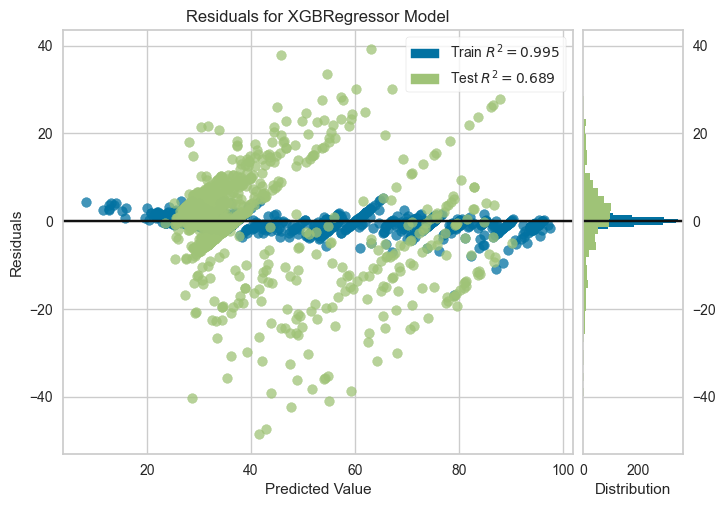 Residuals for XGBRegressor Model
Train R² = 0.995
Test R² = 0.689
Residuals
40
20
0
−20
−40
20
40
60
80
100
Predicted Value
40
20
0
−20
−40
0
200
Distribution